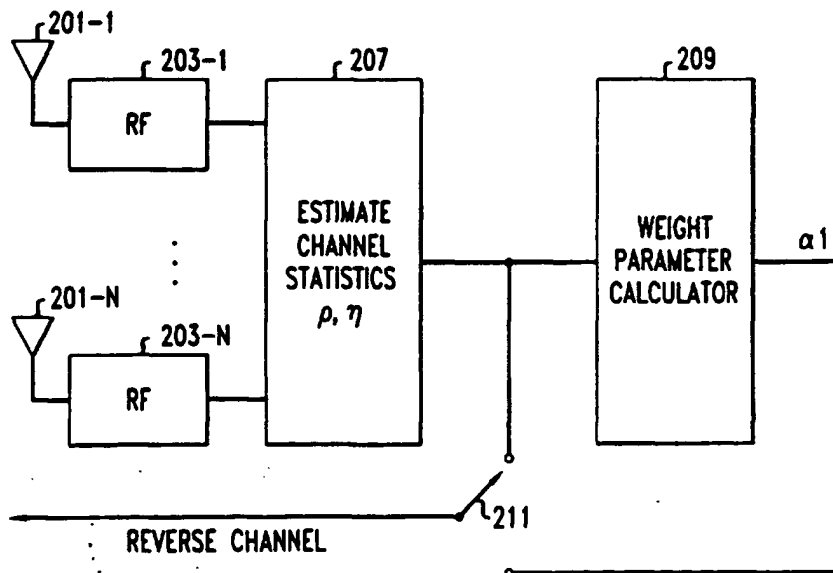 201-1
203-1
207
209
RF
ESTIMATE
CHANNEL
STATISTICS
ρ, η
WEIGHT
PARAMETER
CALCULATOR
α1
201-N
203-N
RF
211
REVERSE CHANNEL